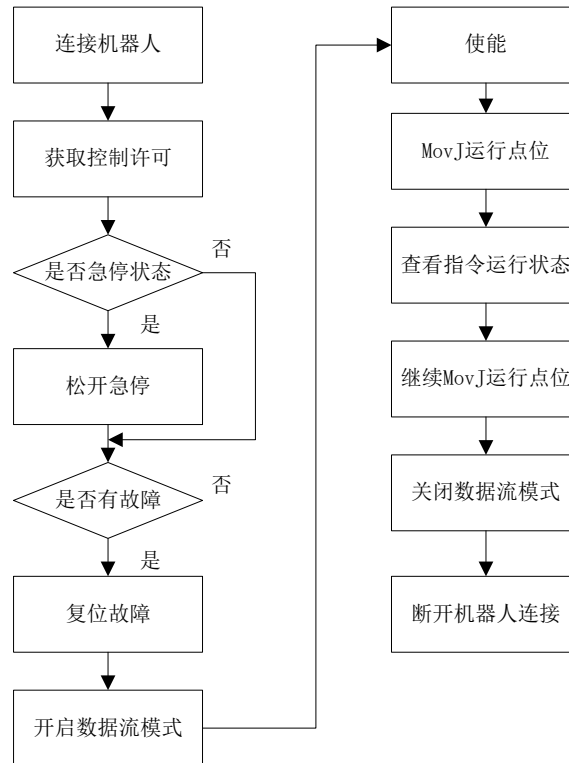 连接机器人
获取控制许可
是否急停状态
否
是
松开急停
是否有故障
否
是
复位故障
开启数据流模式
使能
MovJ运行点位
查看指令运行状态
继续MovJ运行点位
关闭数据流模式
断开机器人连接